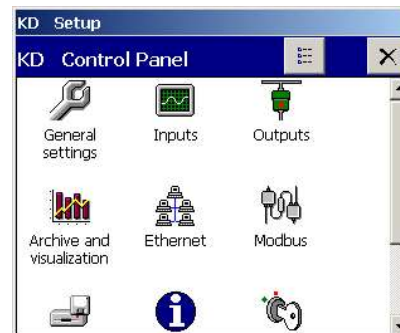 KD Setup
KD Control Panel
General settings
Inputs
Outputs
Archive and visualization
Ethernet
Modbus